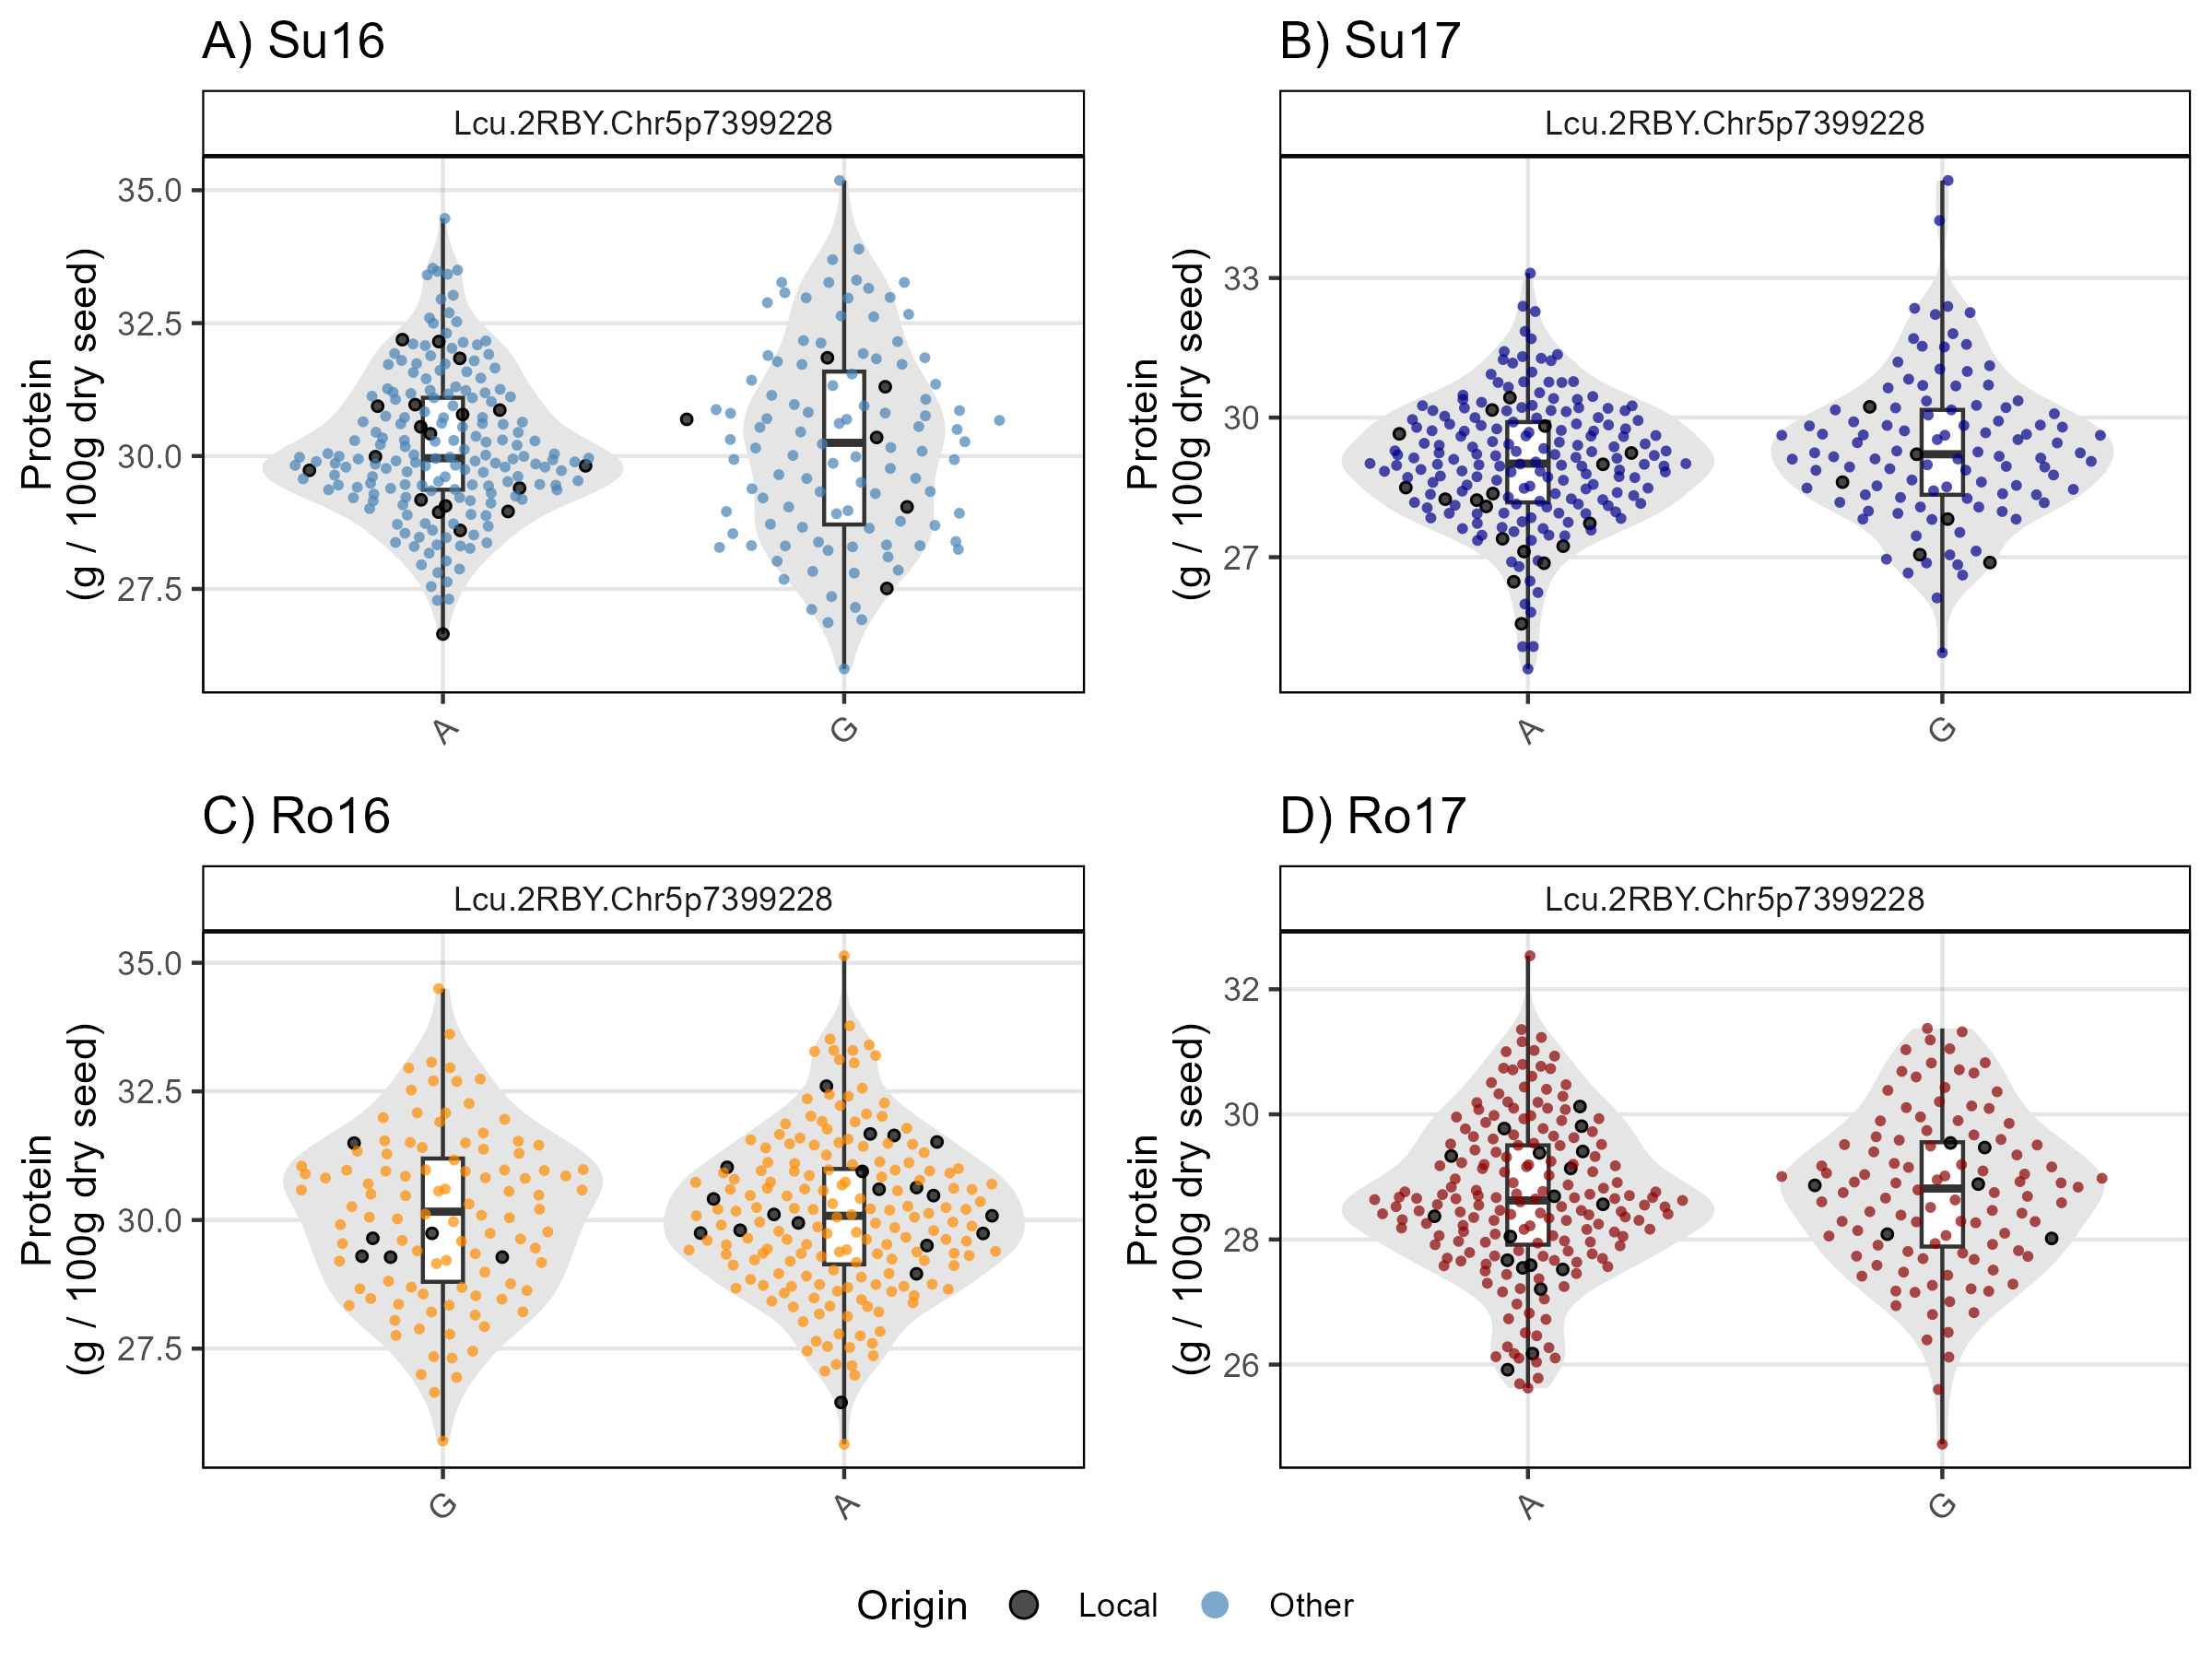 A) Su16
Lcu.2RBY.Chr5p7399228
Protein
(g / 100g dry seed)
35.0
32.5
30.0
27.5
A
G
B) Su17
Lcu.2RBY.Chr5p7399228
Protein
(g / 100g dry seed)
33
30
27
A
G
C) Ro16
Lcu.2RBY.Chr5p7399228
Protein
(g / 100g dry seed)
35.0
32.5
30.0
27.5
G
A
D) Ro17
Lcu.2RBY.Chr5p7399228
Protein
(g / 100g dry seed)
32
30
28
26
A
G
Origin Local Other